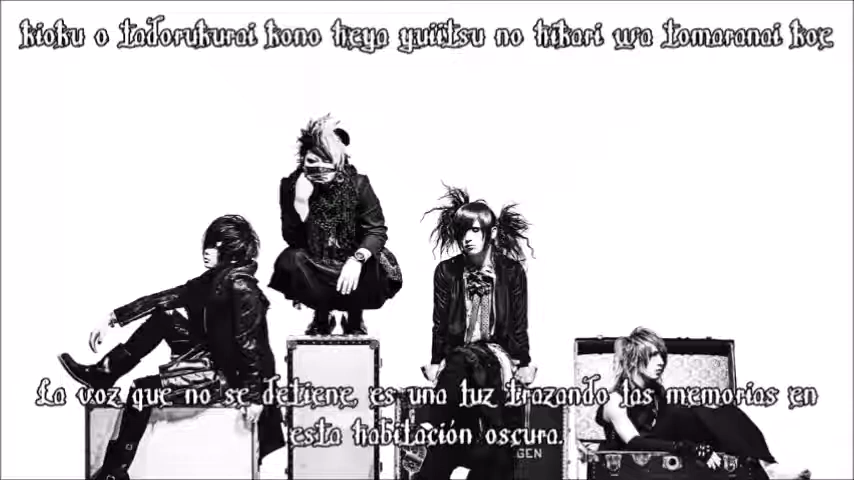 kioku o tadorukurai kono heya yuiitsu no hikari wa tomaranai koe
La voz que no se detiene, es una luz trazando las memorias en
esta habitación oscura.
GEN